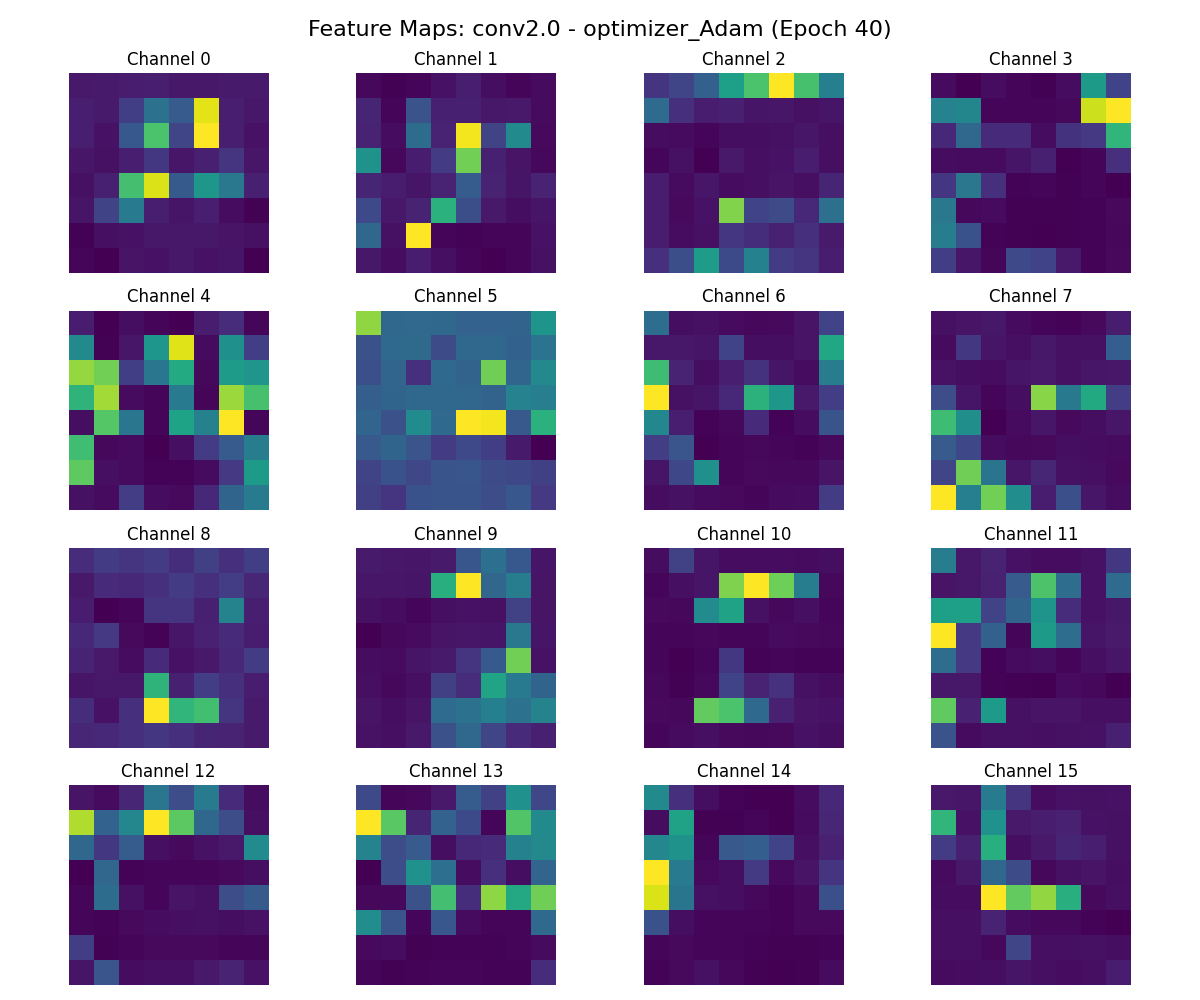 Feature Maps: conv2.0 - optimizer_Adam (Epoch 40)
Channel 0
Channel 1
Channel 2
Channel 3
Channel 4
Channel 5
Channel 6
Channel 7
Channel 8
Channel 9
Channel 10
Channel 11
Channel 12
Channel 13
Channel 14
Channel 15